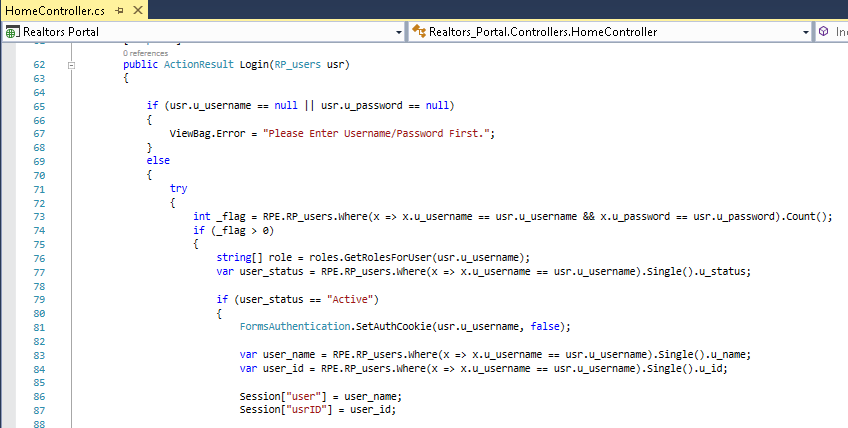 HomeController.cs
Realtors Portal Realtors_Portal.Controllers.HomeController
0 references
62 public ActionResult Login(RP_users usr)
63 {
64
65 if (usr.u_username == null || usr.u_password == null)
66 {
67 ViewBag.Error = "Please Enter Username/Password First.";
68 }
69 else
70 {
71 try
72 {
73 int _flag = RPE.RP_users.Where(x => x.u_username == usr.u_username && x.u_password == usr.u_password).Count();
74 if (_flag > 0)
75 {
76 string[] role = roles.GetRolesForUser(usr.u_username);
77 var user_status = RPE.RP_users.Where(x => x.u_username == usr.u_username).Single().u_status;
78
79 if (user_status == "Active")
80 {
81 FormsAuthentication.SetAuthCookie(usr.u_username, false);
82
83 var user_name = RPE.RP_users.Where(x => x.u_username == usr.u_username).Single().u_name;
84 var user_id = RPE.RP_users.Where(x => x.u_username == usr.u_username).Single().u_id;
85
86 Session["user"] = user_name;
87 Session["usrID"] = user_id;
88